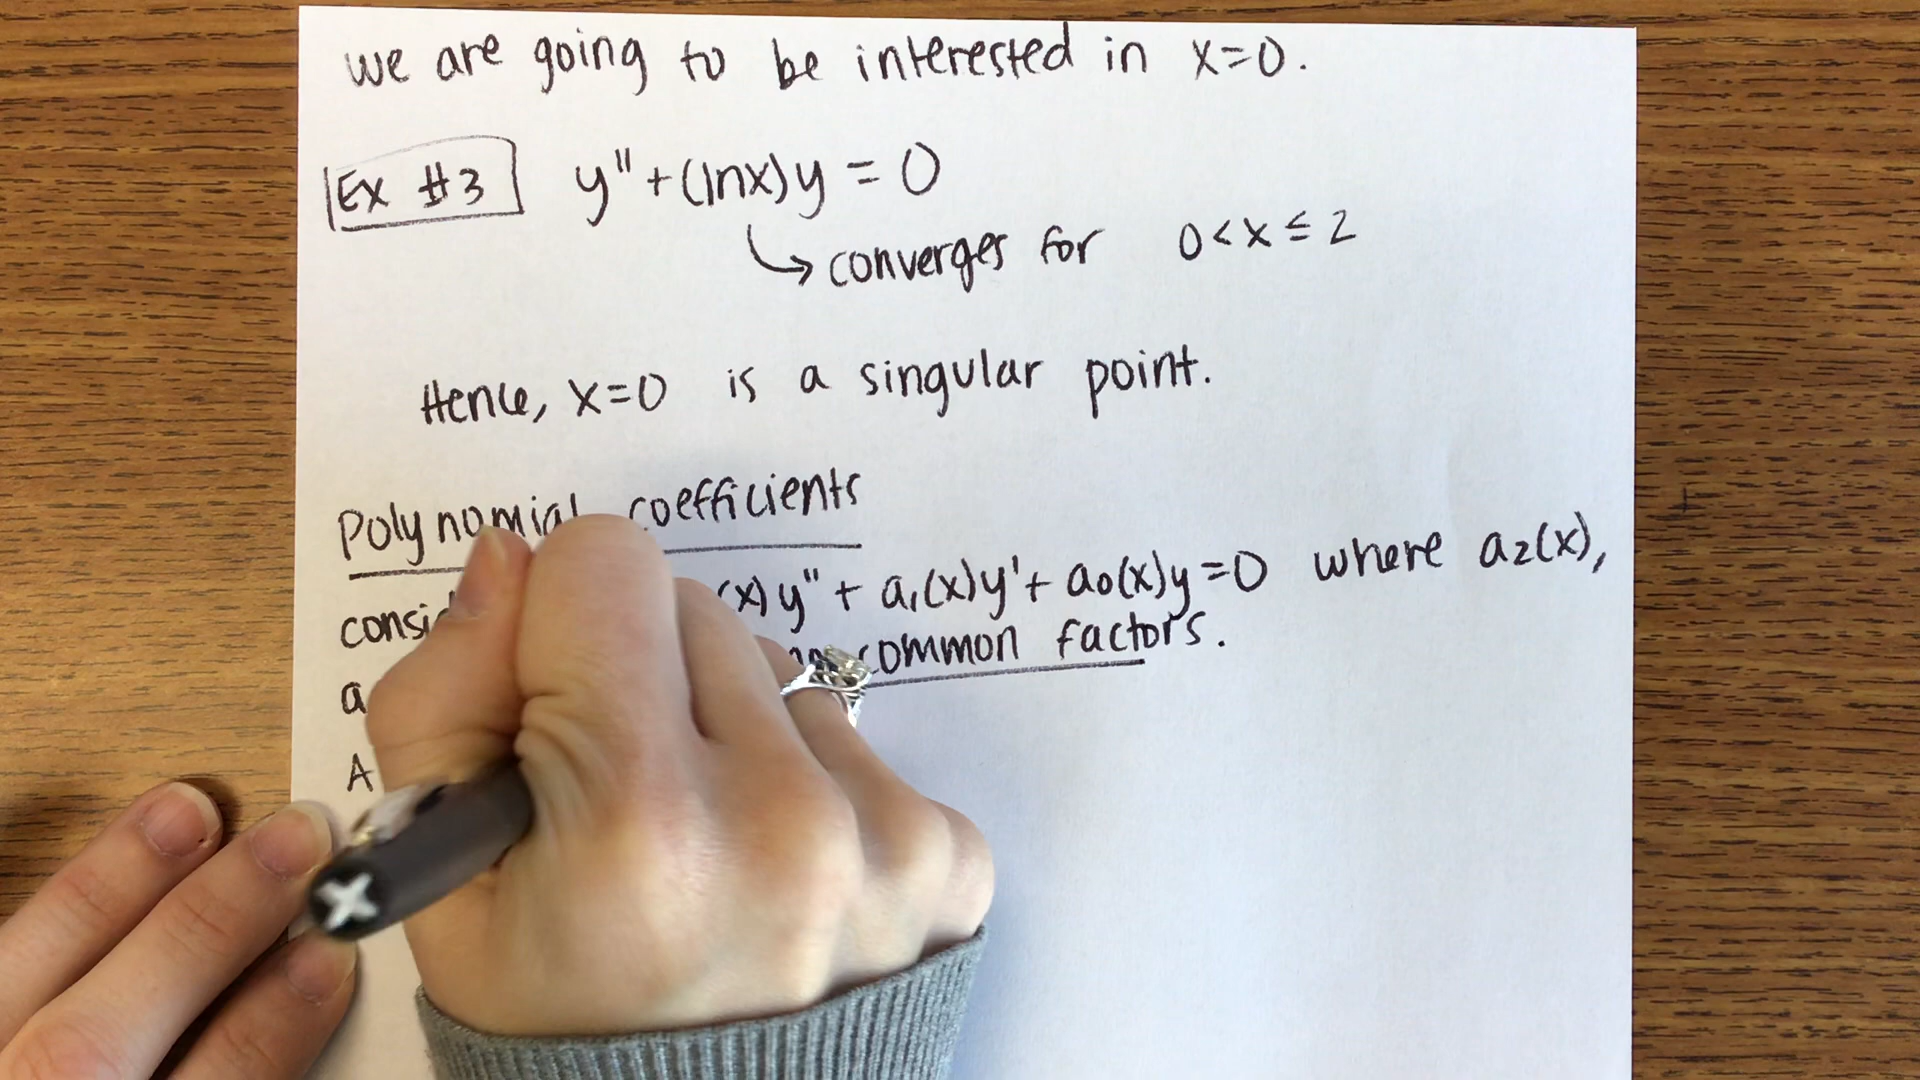 we are going to be interested in x=0.
Ex #3 y"+(lnx)y = 0
↳ converges for 0<x≤2
Hence, x=0 is a singular point.
Polynomial coefficients
(x)y"+a₁(x)y'+a₀(x)y=0 where a₂(x),
common factors.
A